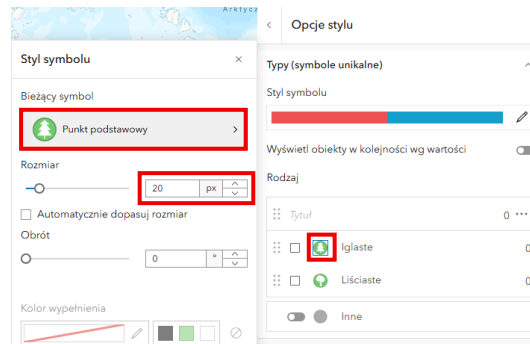 Arktycz
Styl symbolu
Bieżący symbol
Punkt podstawowy
Rozmiar
20 px
Automatycznie dopasuj rozmiar
Obrót
0 °
Kolor wypełnienia
Opcje stylu
Typy (symbole unikalne)
Styl symbolu
Wyświetl obiekty w kolejności wg wartości
Rodzaj
Tytuł 0
Iglaste 0
Liściaste 0
Inne